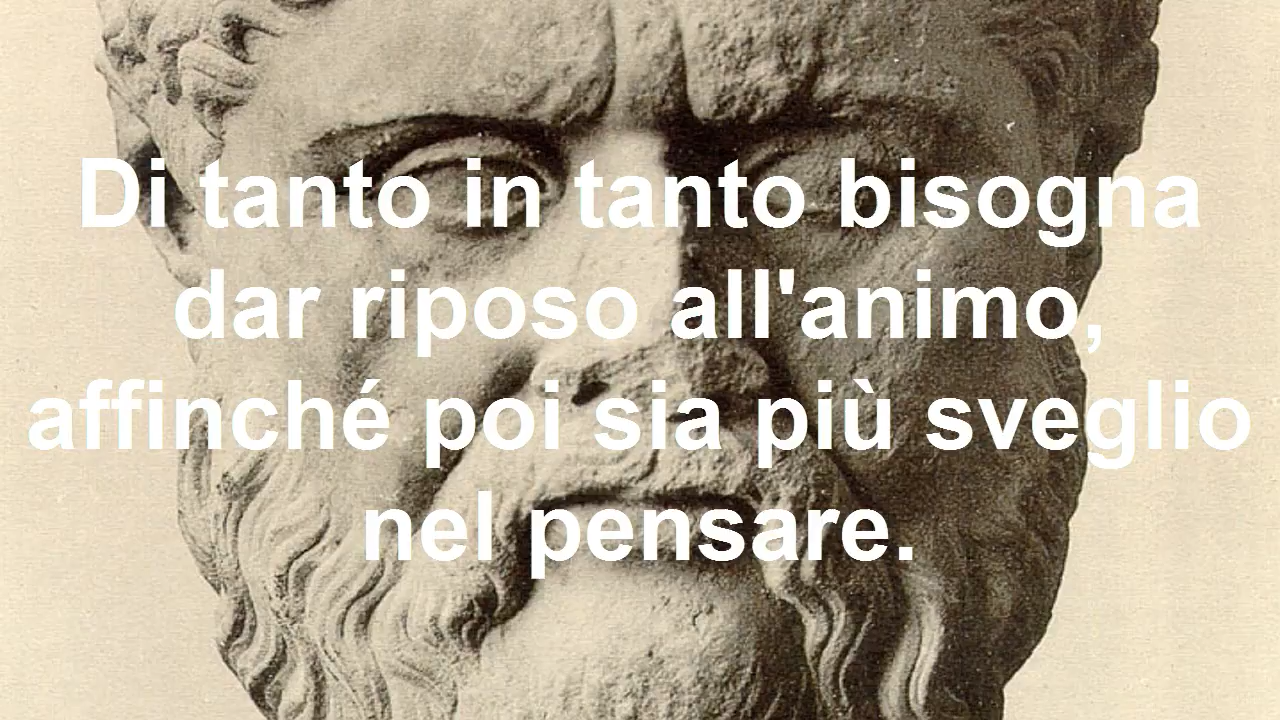 Di tanto in tanto bisogna
dar riposo all'animo,
affinché poi sia più sveglio
nel pensare.